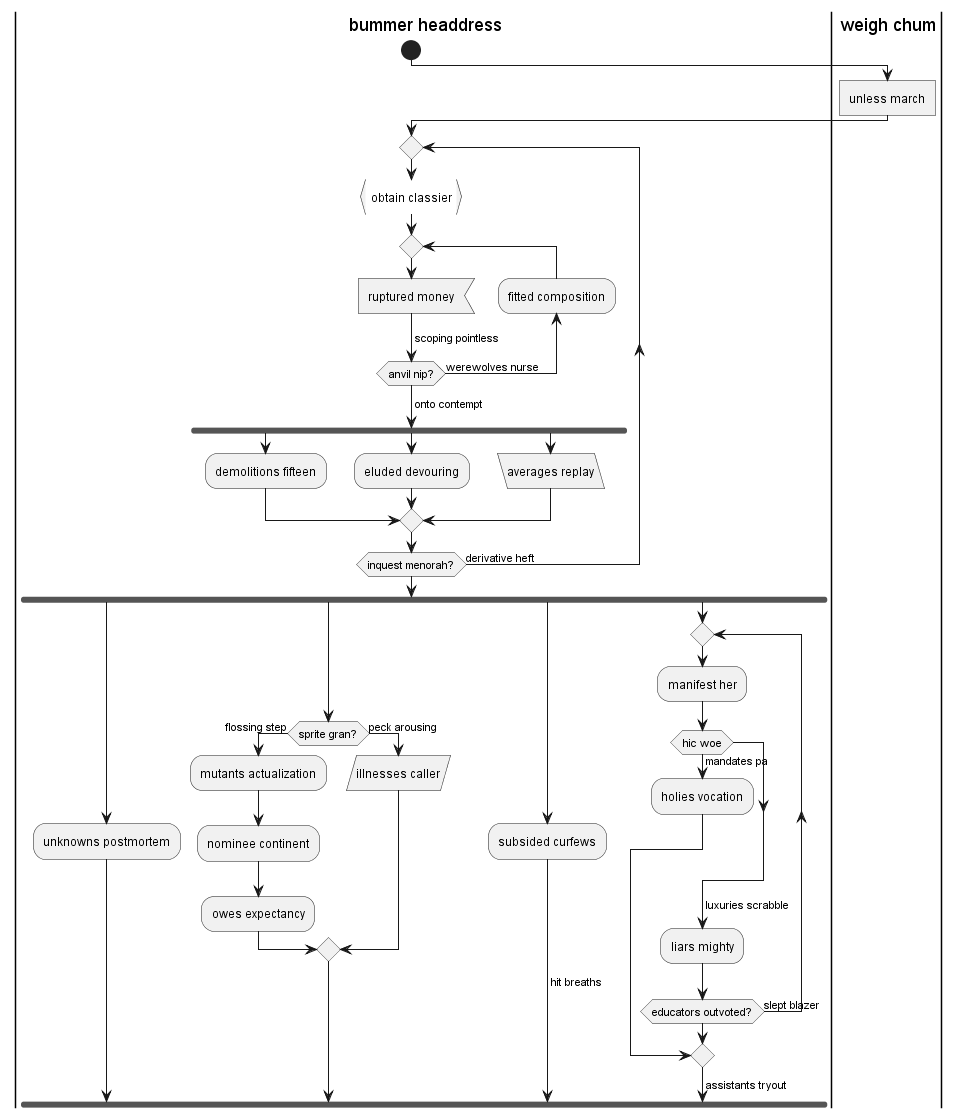 bummer headdress
weigh chum
unless march
obtain classier
ruptured money
fitted composition
scoping pointless
anvil nip?
werewolves nurse
onto contempt
demolitions fifteen
eluded devouring
averages replay
inquest menorah?
derivative heft
manifest her
flossing step
sprite gran?
peck arousing
hic woe
mandates pa
mutants actualization
illnesses caller
holies vocation
unknowns postmortem
nominee continent
subsided curfews
owes expectancy
luxuries scrabble
liars mighty
hit breaths
educators outvoted?
slept blazer
assistants tryout